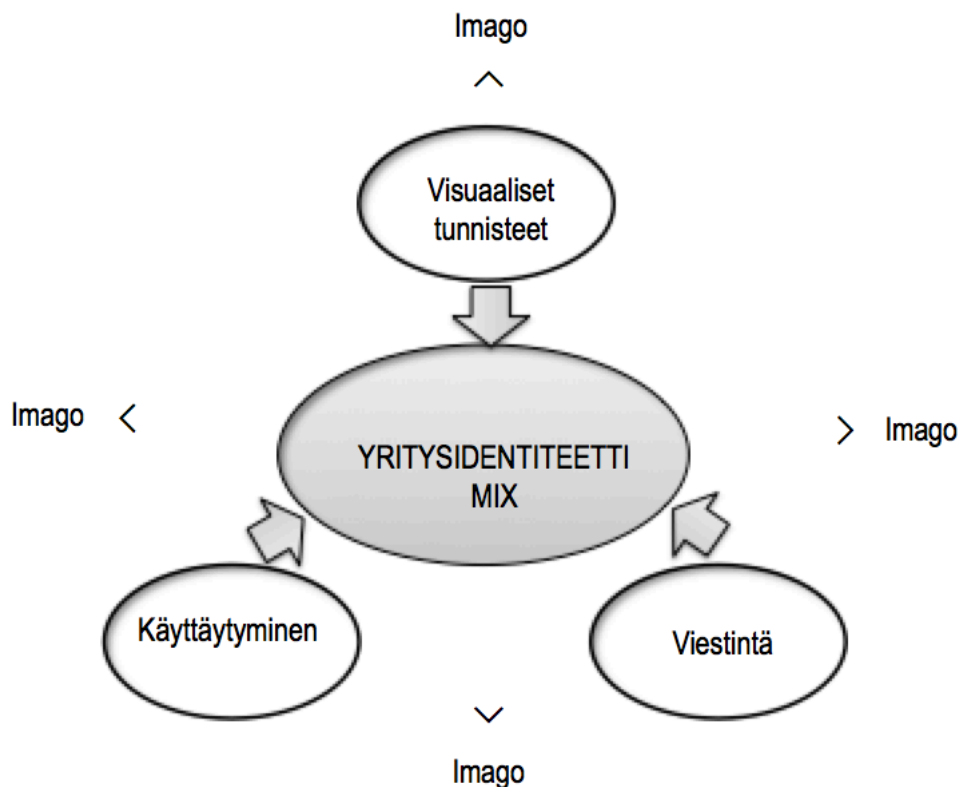 Imago
Visuaaliset
tunnisteet
Imago
Imago
YRITYSIDENTITEETTI
MIX
Käyttäytyminen
Viestintä
Imago